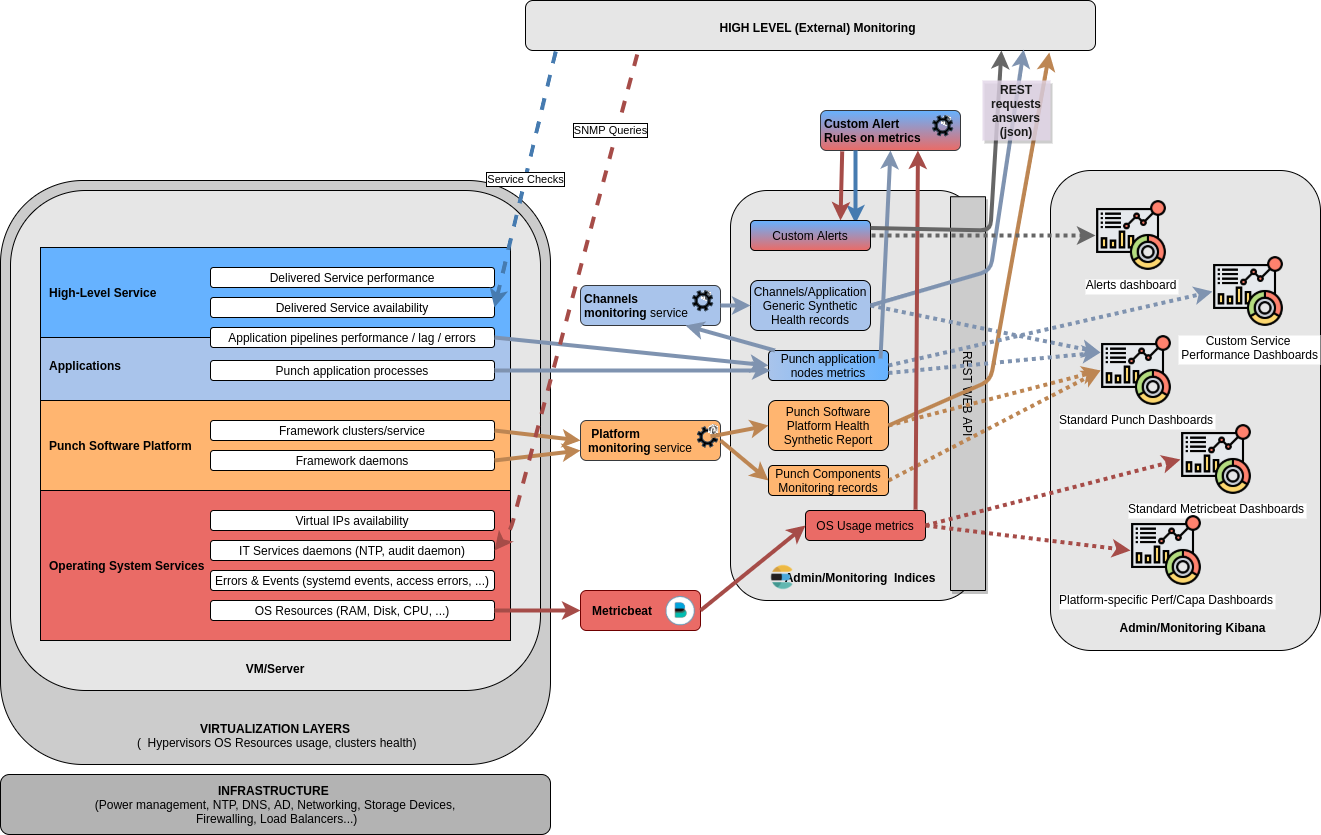 HIGH LEVEL (External) Monitoring
REST
requests
answers
(json)
SNMP Queries
Service Checks
Custom Alert
Rules on metrics
High-Level Service
Delivered Service performance
Delivered Service availability
Application pipelines performance / lag / errors
Applications
Punch application processes
Punch Software Platform
Framework clusters/service
Framework daemons
Operating System Services
Virtual IPs availability
IT Services daemons (NTP, audit daemon)
Errors & Events (systemd events, access errors, ...)
OS Resources (RAM, Disk, CPU, ...)
VM/Server
VIRTUALIZATION LAYERS
( Hypervisors OS Resources usage, clusters health)
INFRASTRUCTURE
(Power management, NTP, DNS, AD, Networking, Storage Devices,
Firewalling, Load Balancers...)
Channels
monitoring service
Platform
monitoring service
Metricbeat
Custom Alerts
Channels/Application
Generic Synthetic
Health records
Punch application
nodes metrics
Punch Software
Platform Health
Synthetic Report
Punch Components
Monitoring records
OS Usage metrics
Admin/Monitoring Indices
REST WEB API
Alerts dashboard
Custom Service
Performance Dashboards
Standard Punch Dashboards
Standard Metricbeat Dashboards
Platform-specific Perf/Capa Dashboards
Admin/Monitoring Kibana